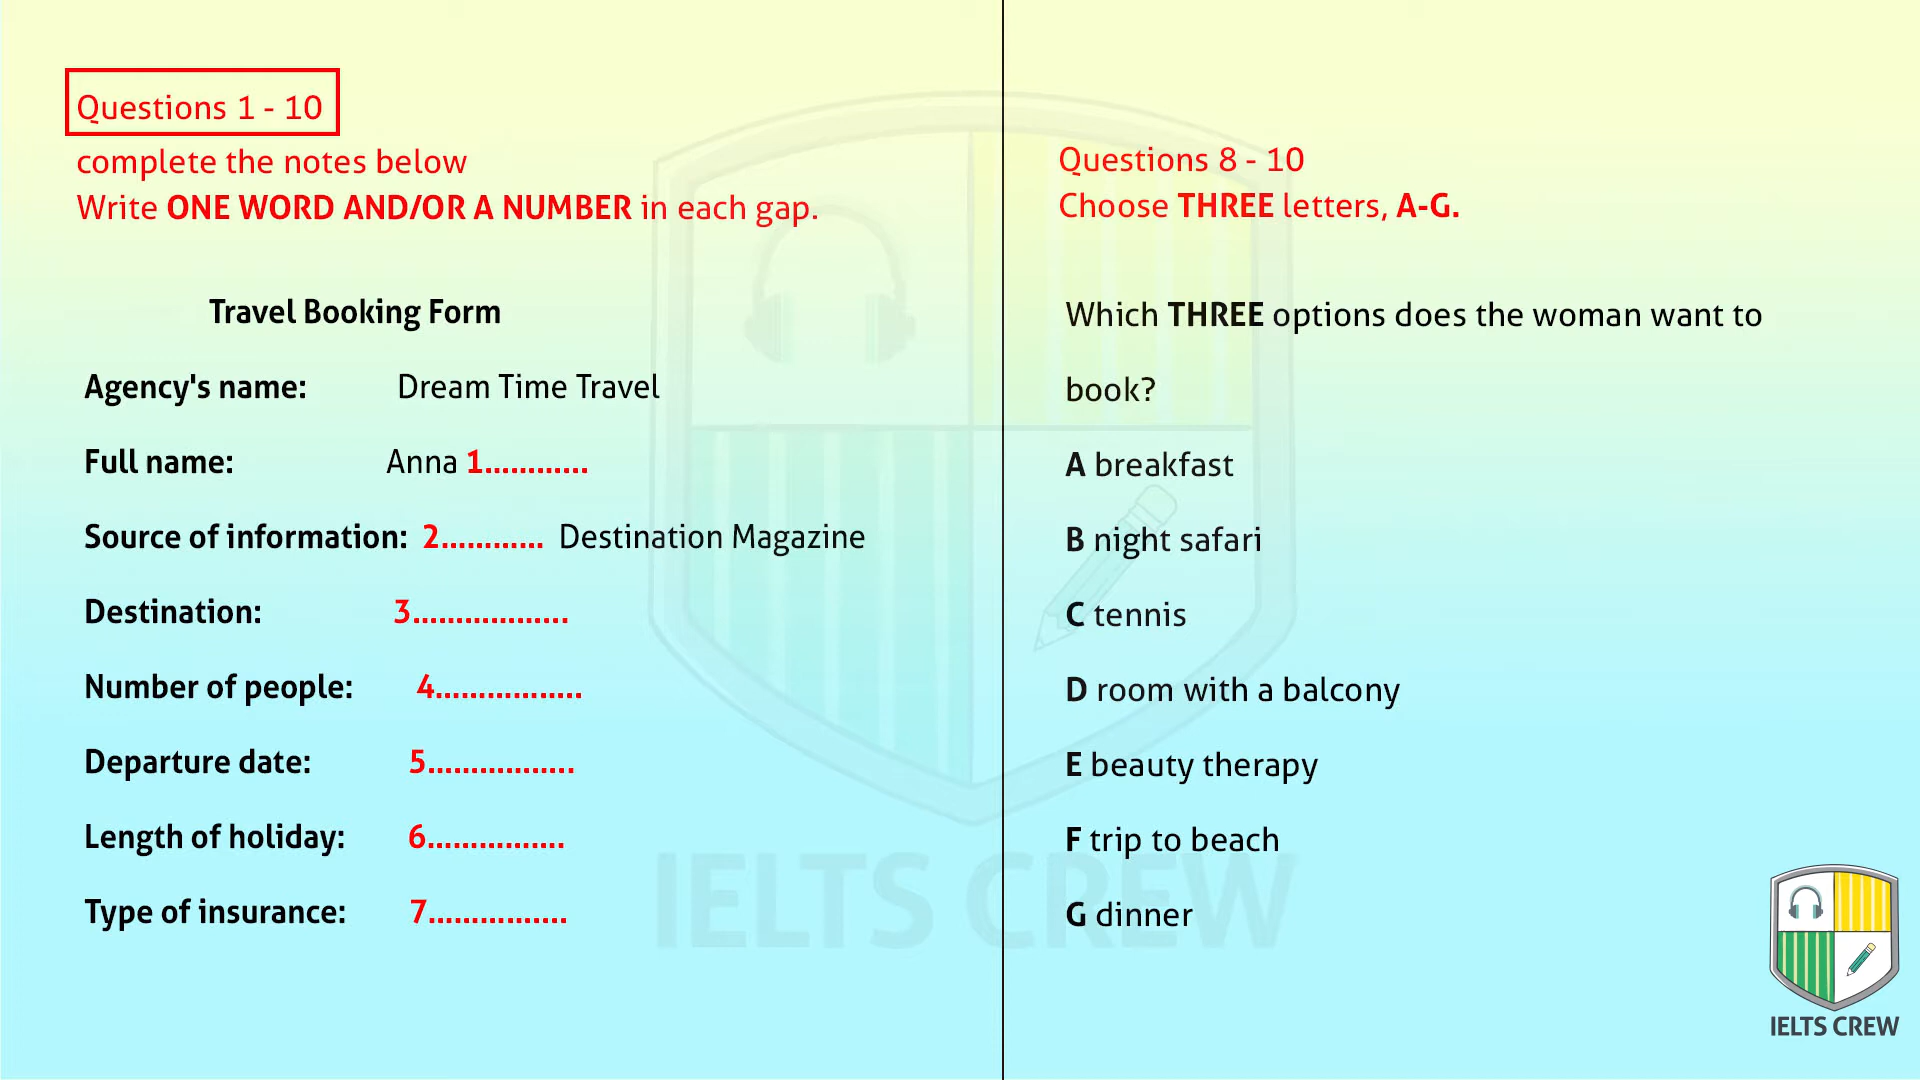 Questions 1 - 10
complete the notes below
Write ONE WORD AND/OR A NUMBER in each gap.
Travel Booking Form
Agency's name: Dream Time Travel
Full name: Anna 1............
Source of information: 2............ Destination Magazine
Destination: 3..................
Number of people: 4.................
Departure date: 5.................
Length of holiday: 6................
Type of insurance: 7................
Questions 8 - 10
Choose THREE letters, A-G.
Which THREE options does the woman want to
book?
A breakfast
B night safari
C tennis
D room with a balcony
E beauty therapy
F trip to beach
G dinner
IELTS CREW
IELTS CREW